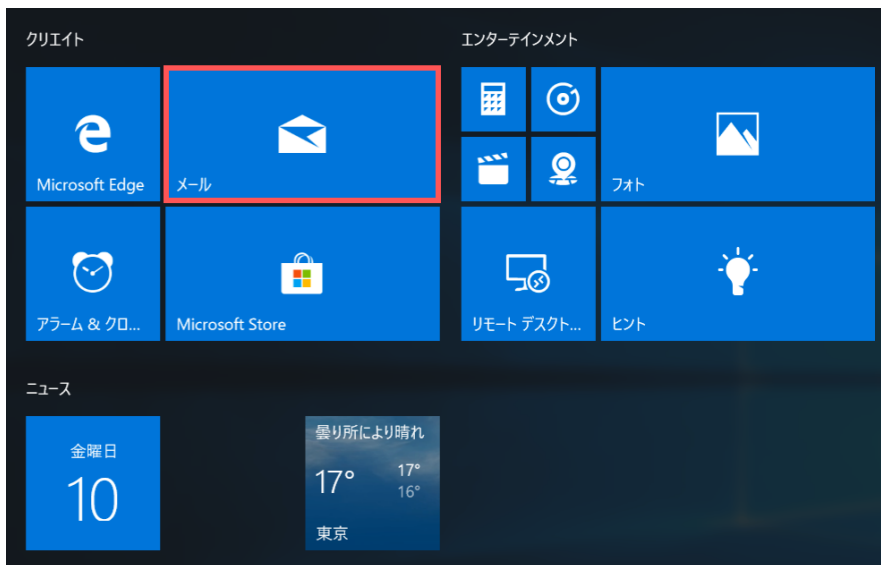 クリエイト
Microsoft Edge
メール
アラーム & クロ...
Microsoft Store
エンターテインメント
フォト
リモート デスクト...
ヒント
ニュース
金曜日
10
曇り所により晴れ
17°
17°
16°
東京